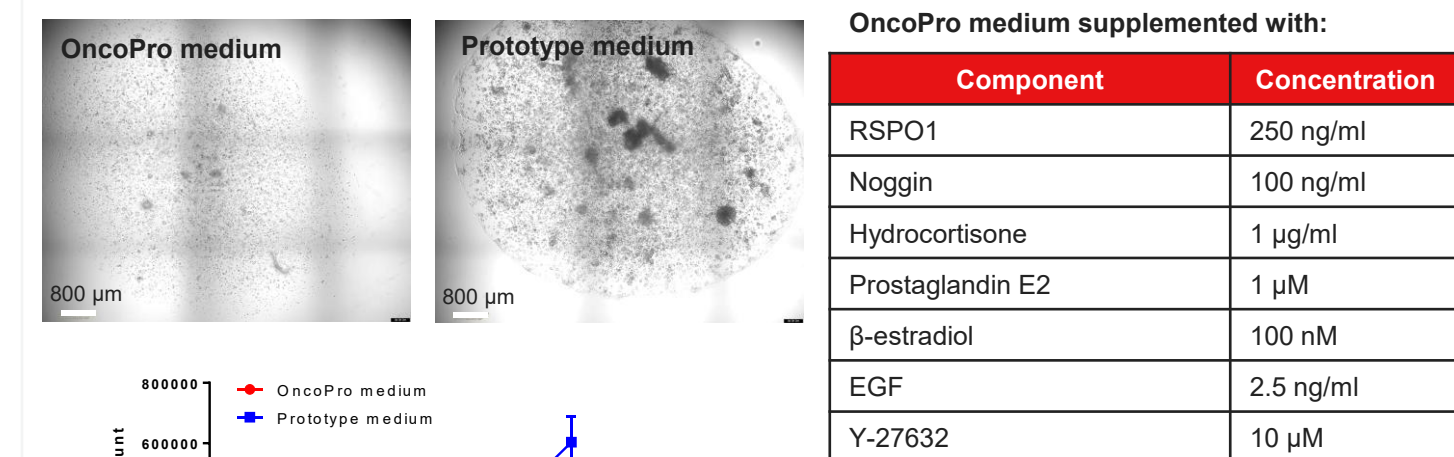 OncoPro medium
800 µm
Prototype medium
800 µm
OncoPro medium supplemented with:
Component Concentration
RSPO1 250 ng/ml
Noggin 100 ng/ml
Hydrocortisone 1 µg/ml
Prostaglandin E2 1 µM
β-estradiol 100 nM
EGF 2.5 ng/ml
Y-27632 10 µM
800000
OncoPro medium
Prototype medium
600000